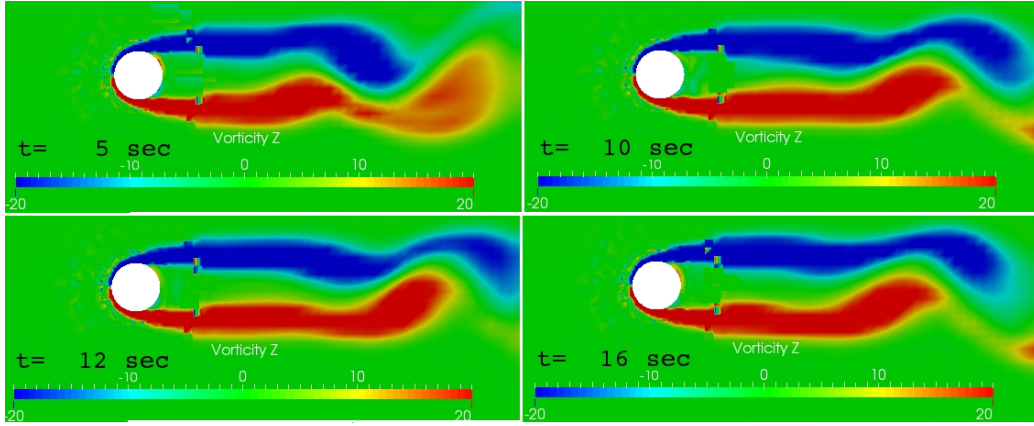 Vorticity Z
t= 5 sec
-10 0 10
-20 20
Vorticity Z
t= 10 sec
-10 0 10
-20 20
Vorticity Z
t= 12 sec
-10 0 10
-20 20
Vorticity Z
t= 16 sec
-10 0 10
-20 20